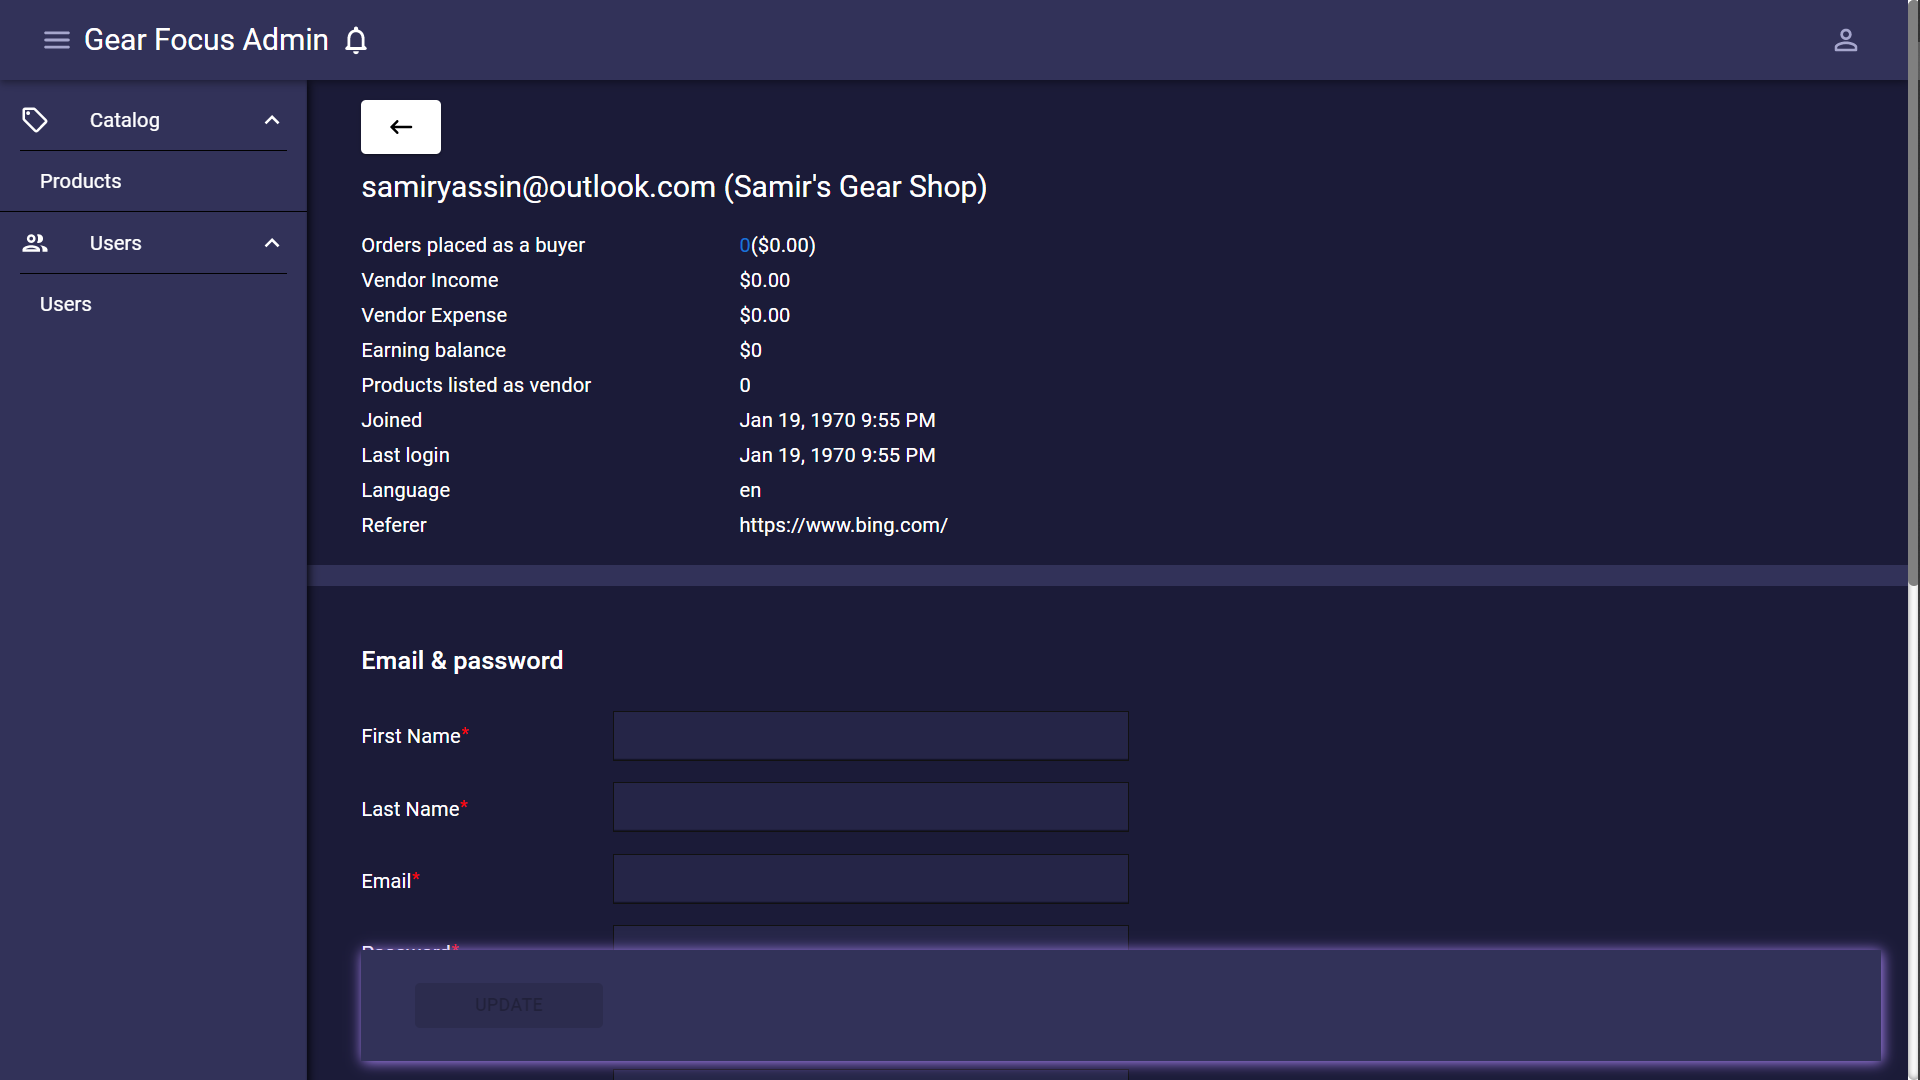 Gear Focus Admin
Catalog
Products
Users
Users
samiryassin@outlook.com (Samir's Gear Shop)
Orders placed as a buyer 0($0.00)
Vendor Income $0.00
Vendor Expense $0.00
Earning balance $0
Products listed as vendor 0
Joined Jan 19, 1970 9:55 PM
Last login Jan 19, 1970 9:55 PM
Language en
Referer https://www.bing.com/
Email & password
First Name*
Last Name*
Email*
Password*
UPDATE